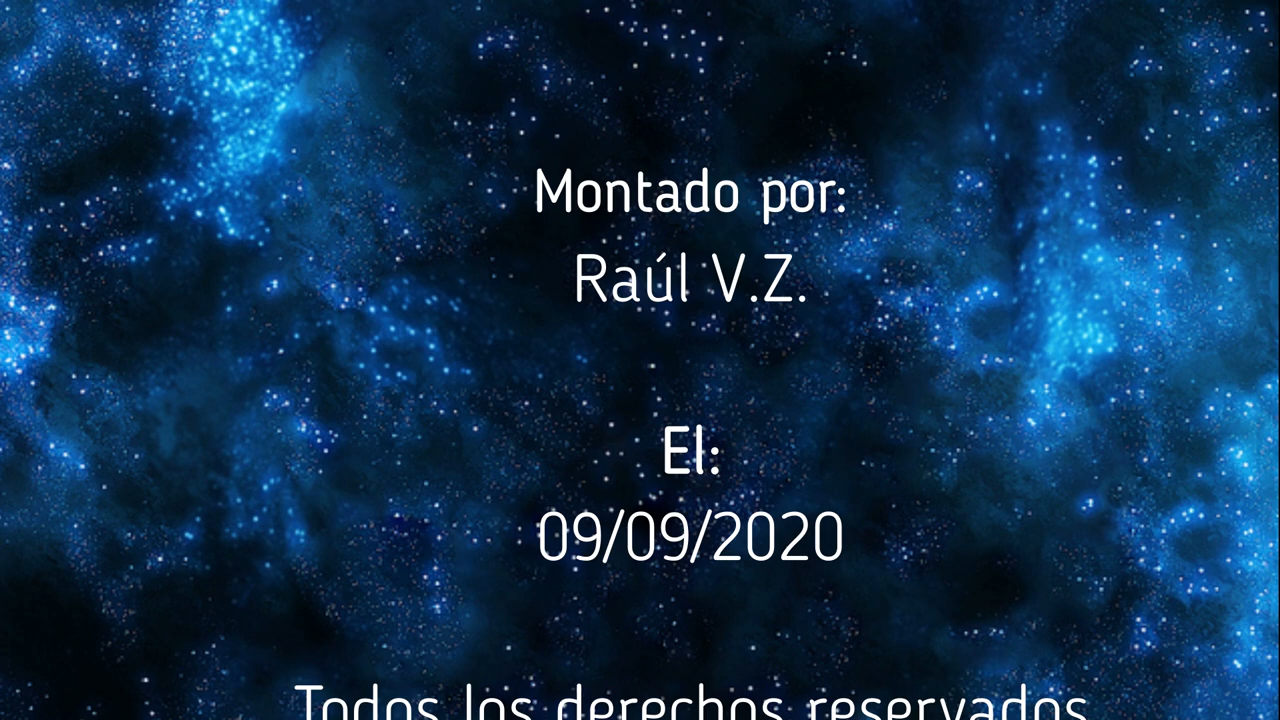 Montado por:
Raúl V.Z.
El:
09/09/2020
Todos los derechos reservados